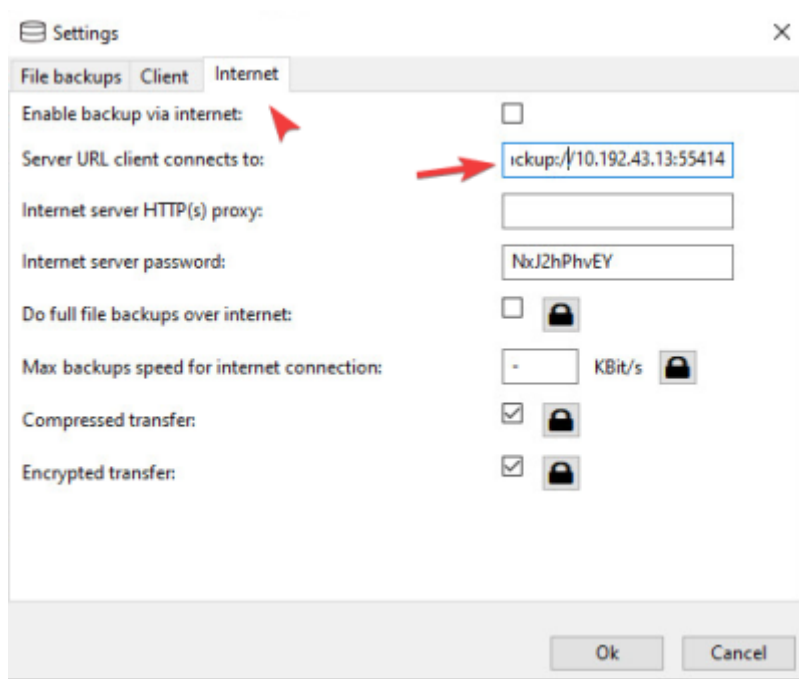 Settings
File backups Client Internet
Enable backup via internet:
Server URL client connects to: ıckup://10.192.43.13:55414
Internet server HTTP(s) proxy:
Internet server password: NxJ2hPhvEY
Do full file backups over internet:
Max backups speed for internet connection: - KBit/s
Compressed transfer:
Encrypted transfer:
Ok Cancel